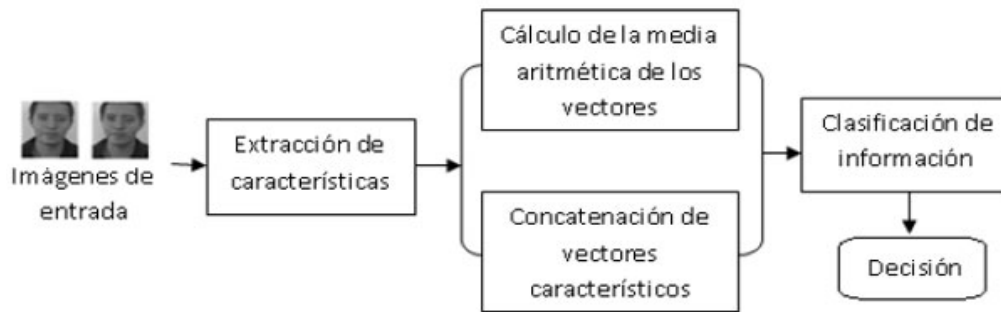 Imágenes de
entrada
Extracción de
características
Cálculo de la media
aritmética de los
vectores
Concatenación de
vectores
característicos
Clasificación de
información
Decisión